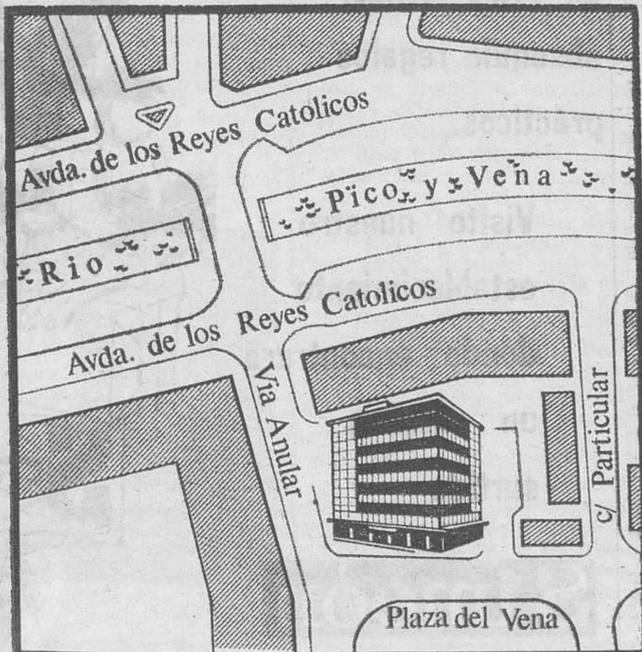 Avda. de los Reyes Catolicos
Rio Pico y Vena
Avda. de los Reyes Catolicos
Via Anular
c/ Particular
Plaza del Vena